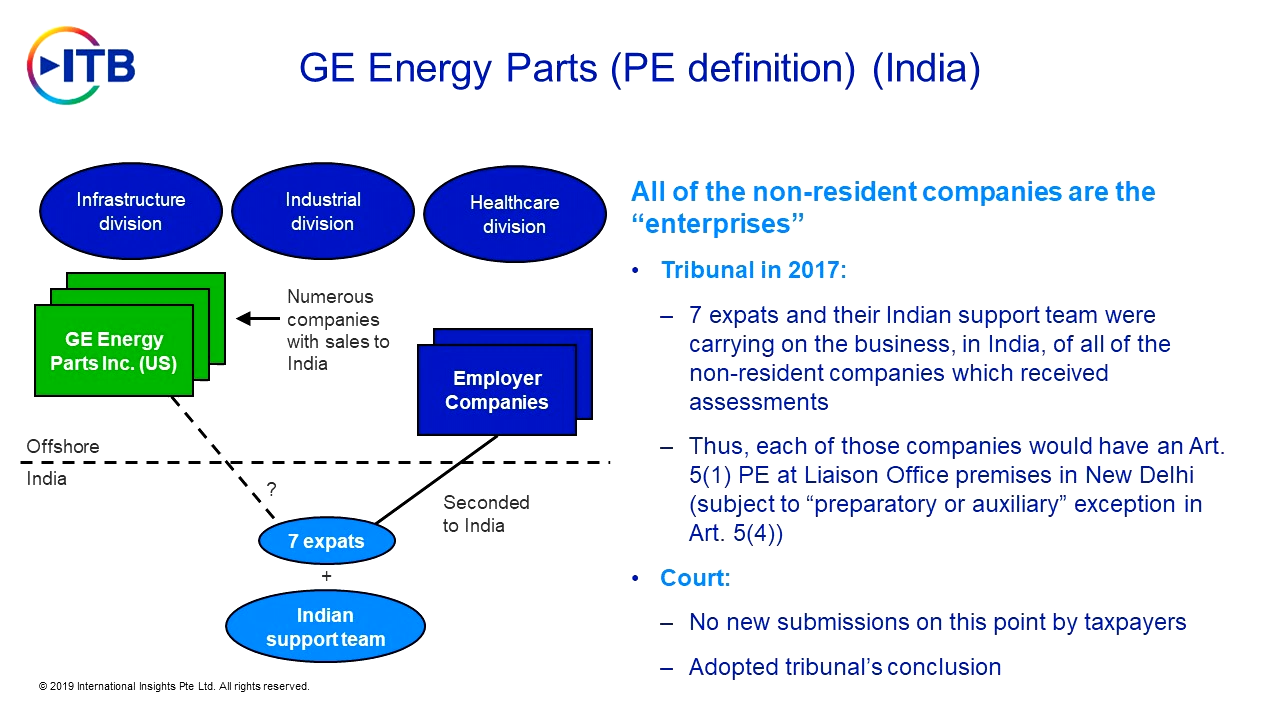 ITB
GE Energy Parts (PE definition) (India)
Infrastructure
division
Industrial
division
Healthcare
division
GE Energy
Parts Inc. (US)
Numerous
companies
with sales to
India
Employer
Companies
Offshore
India
?
Seconded
to India
7 expats
+
Indian
support team
All of the non-resident companies are the
“enterprises”
• Tribunal in 2017:
– 7 expats and their Indian support team were
carrying on the business, in India, of all of the
non-resident companies which received
assessments
– Thus, each of those companies would have an Art.
5(1) PE at Liaison Office premises in New Delhi
(subject to “preparatory or auxiliary” exception in
Art. 5(4))
• Court:
– No new submissions on this point by taxpayers
– Adopted tribunal’s conclusion
© 2019 International Insights Pte Ltd. All rights reserved.